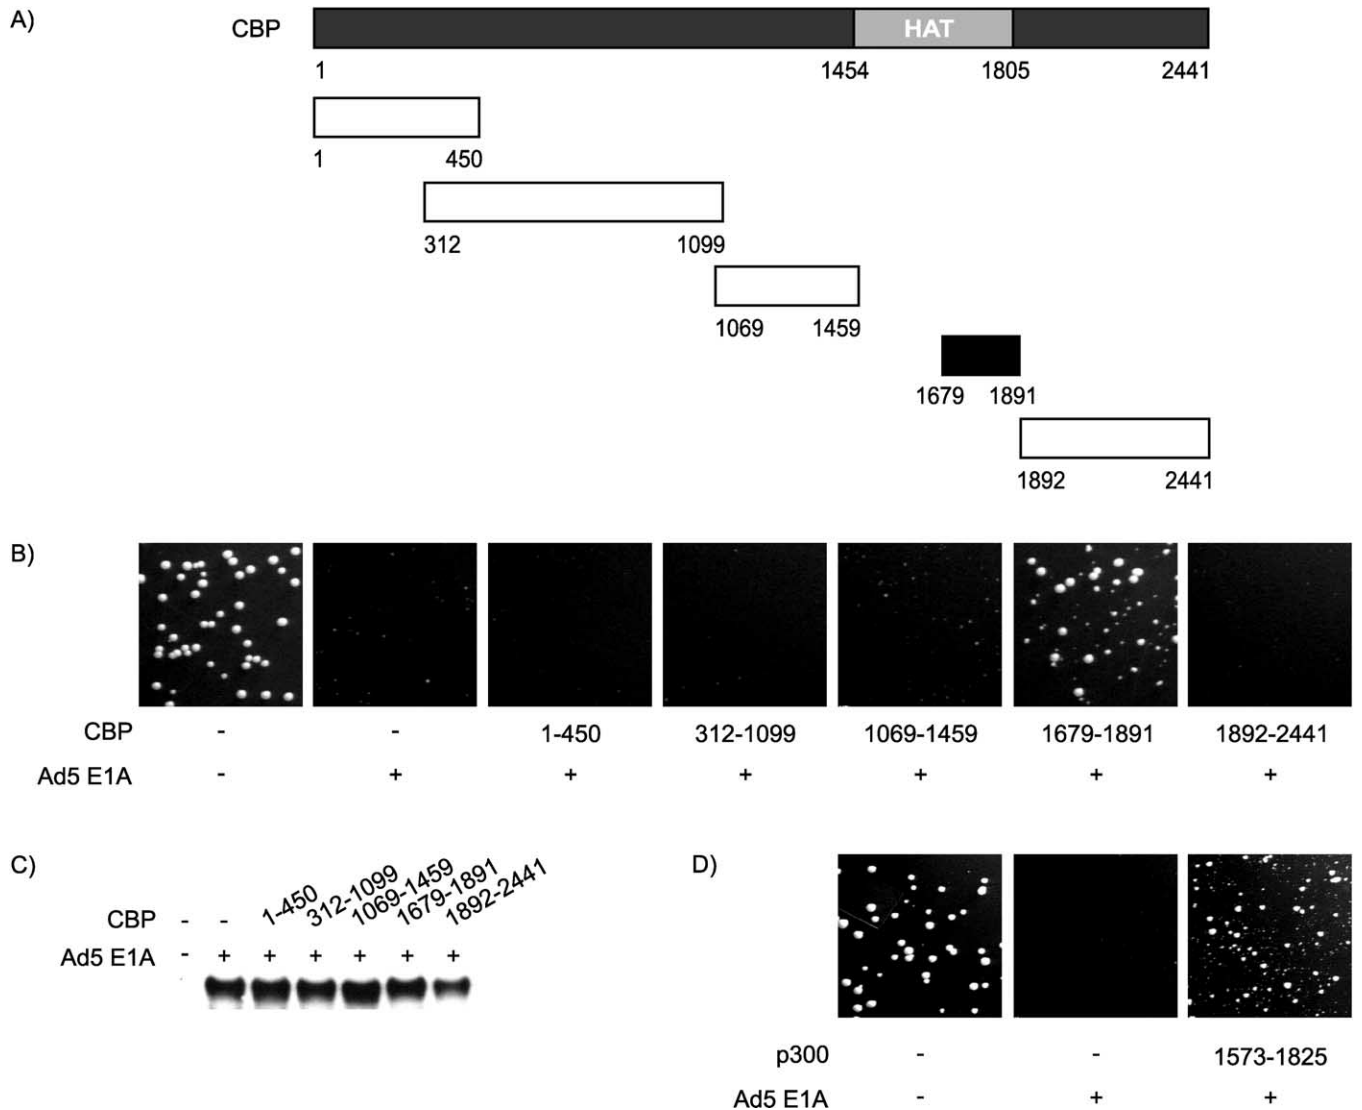 A)
CBP
HAT
1 1454 1805 2441
1 450
312 1099
1069 1459
1679 1891
1892 2441
B)
CBP - - 1-450 312-1099 1069-1459 1679-1891 1892-2441
Ad5 E1A - + + + + + +
C)
CBP - - 1-450 312-1099 1069-1459 1679-1891 1892-2441
Ad5 E1A - + + + + + +
D)
p300 - - 1573-1825
Ad5 E1A - + +